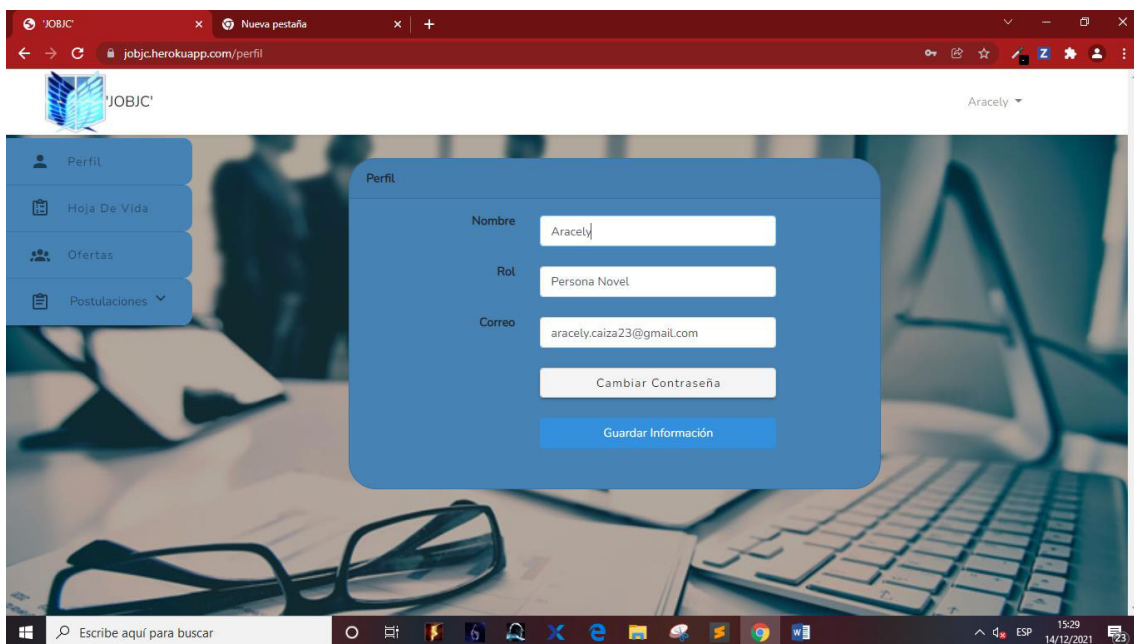 'JOBJC'
Nueva pestaña
jobjc.herokuapp.com/perfil
Z
'JOBJC'
Aracely
Perfil
Hoja De Vida
Ofertas
Postulaciones
Perfil
Nombre
Aracely
Rol
Persona Novel
Correo
aracely.caiza23@gmail.com
Cambiar Contraseña
Guardar Información
Escribe aquí para buscar
ESP
15:29
14/12/2021
23